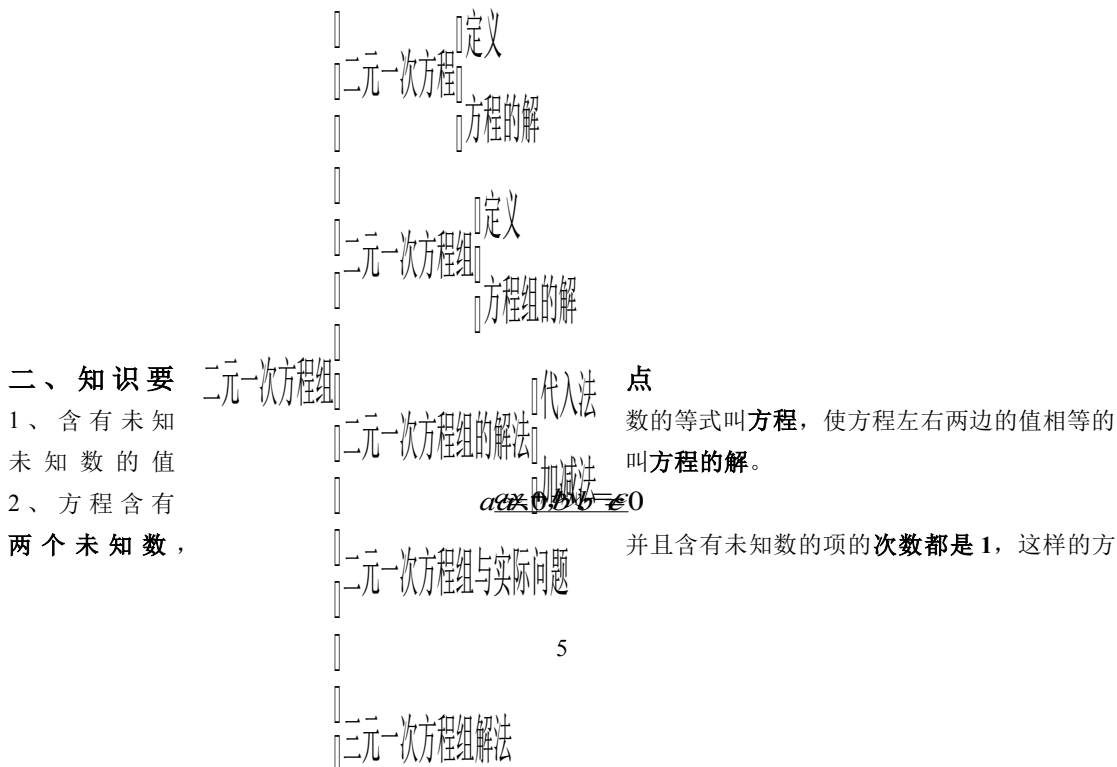 定义
二元一次方程
方程的解
定义
二元一次方程组
方程组的解
二、知识要点
二元一次方程组
代入法
1、含有未知数的等式叫方程，使方程左右两边的值相等的
二元一次方程组的解法
未知数的值叫方程的解。
加减法
2、方程含有
两个未知数，并且含有未知数的项的次数都是 1，这样的方
二元一次方程组与实际问题
5
三元一次方程组解法